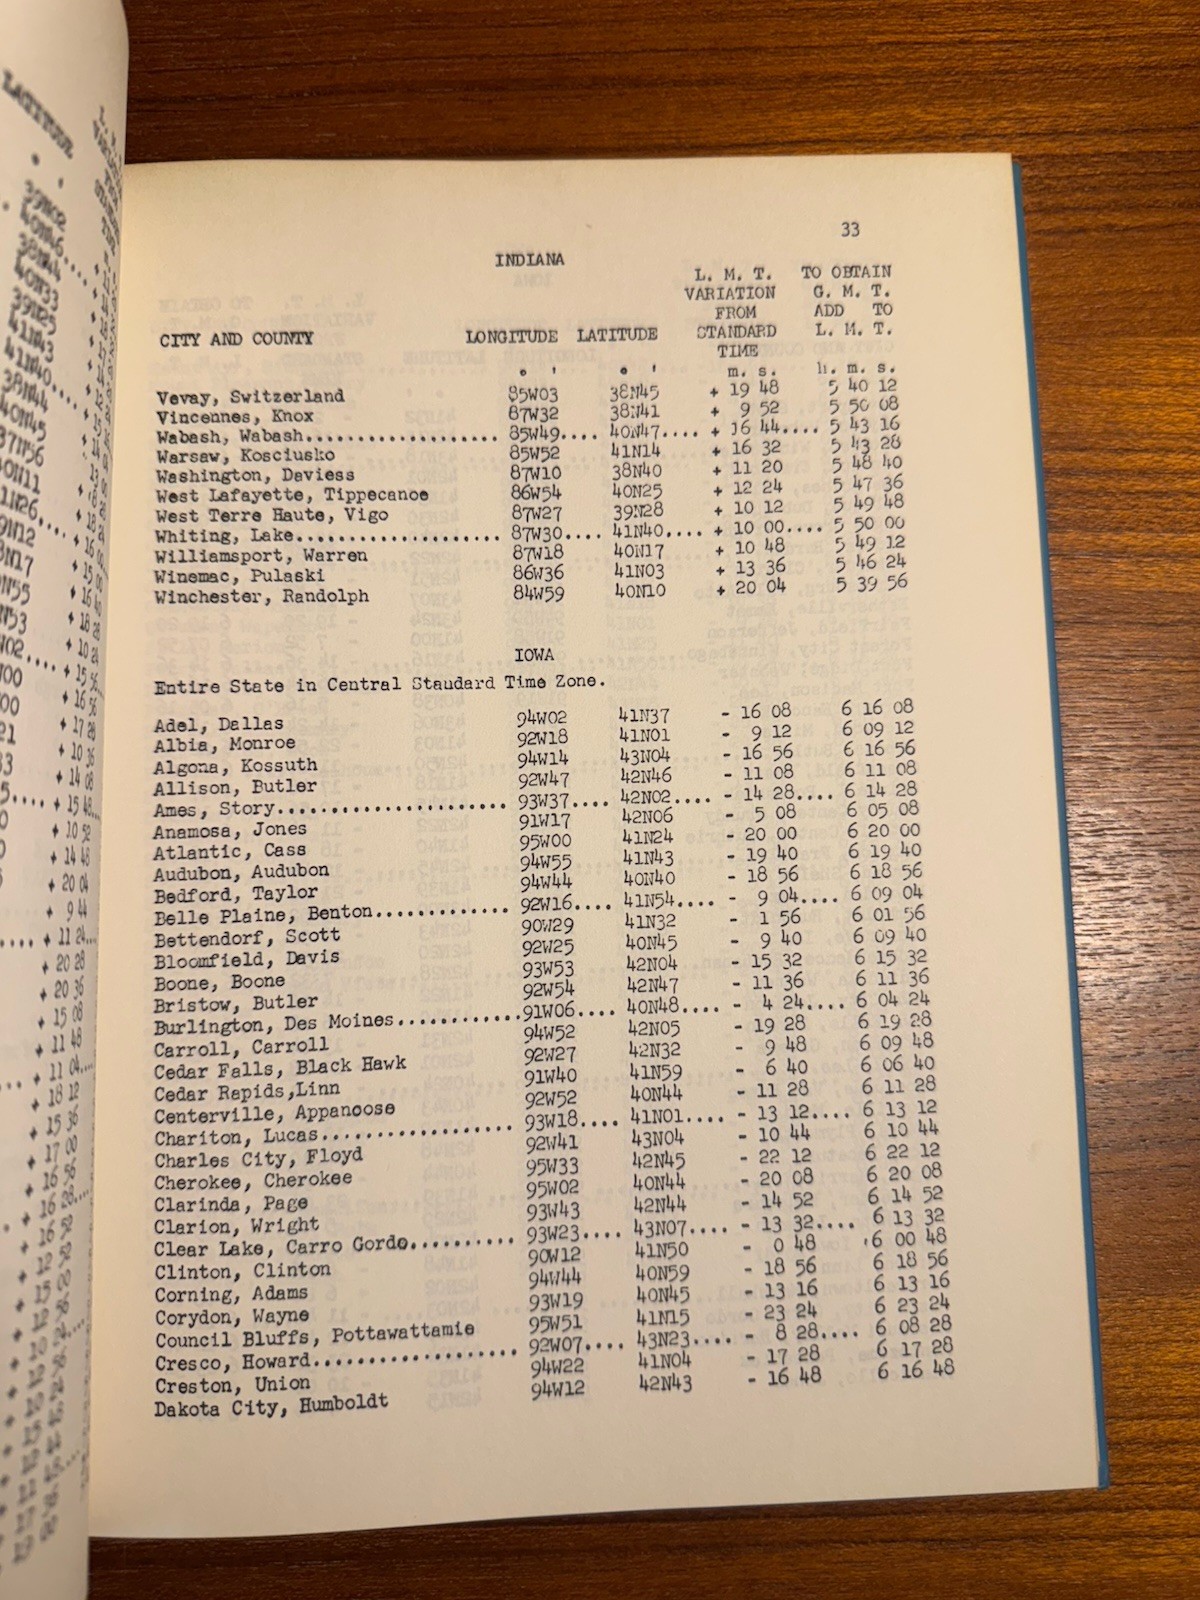 LATITUDE
39N02
40N46....
38N44
40N33
39N25
41N43
41N40....
38N44
40N45
33
INDIANA
L. M. T. TO OBTAIN
VARIATION G. M. T.
FROM ADD TO
CITY AND COUNTY LONGITUDE LATITUDE STANDARD L. M. T.
TIME
° ' ° ' m. s. h. m. s.
Vevay, Switzerland 85W03 38N45 + 19 48 5 40 12
Vincennes, Knox 87W32 38N41 + 9 52 5 50 08
Wabash, Wabash................... 85W49.... 40N47.... + 16 44.... 5 43 16
Warsaw, Kosciusko 85W52 41N14 + 16 32 5 43 28
Washington, Daviess 87W10 38N40 + 11 20 5 48 40
West Lafayette, Tippecanoe 86W54 40N25 + 12 24 5 47 36
West Terre Haute, Vigo 87W27 39N28 + 10 12 5 49 48
Whiting, Lake.................... 87W30.... 41N40.... + 10 00.... 5 50 00
Williamsport, Warren 87W18 40N17 + 10 48 5 49 12
Winemac, Pulaski 86W36 41N03 + 13 36 5 46 24
Winchester, Randolph 84W59 40N10 + 20 04 5 39 56
IOWA
Entire State in Central Staudard Time Zone.
Adel, Dallas 94W02 41N37 - 16 08 6 16 08
Albia, Monroe 92W18 41N01 - 9 12 6 09 12
Algona, Kossuth 94W14 43N04 - 16 56 6 16 56
Allison, Butler 92W47 42N46 - 11 08 6 11 08
Ames, Story....................... 93W37.... 42N02.... - 14 28.... 6 14 28
Anamosa, Jones 91W17 42N06 - 5 08 6 05 08
Atlantic, Cass 95W00 41N24 - 20 00 6 20 00
Audubon, Audubon 94W55 41N43 - 19 40 6 19 40
Bedford, Taylor 94W44 40N40 - 18 56 6 18 56
Belle Plaine, Benton............. 92W16.... 41N54.... - 9 04.... 6 09 04
Bettendorf, Scott 90W29 41N32 - 1 56 6 01 56
Bloomfield, Davis 92W25 40N45 - 9 40 6 09 40
Boone, Boone 93W53 42N04 - 15 32 6 15 32
Bristow, Butler 92W54 42N47 - 11 36 6 11 36
Burlington, Des Moines............91W06.... 40N48.... - 4 24.... 6 04 24
Carroll, Carroll 94W52 42N05 - 19 28 6 19 28
Cedar Falls, Black Hawk 92W27 42N32 - 9 48 6 09 48
Cedar Rapids,Linn 91W40 41N59 - 6 40 6 06 40
Centerville, Appanoose 92W52 40N44 - 11 28 6 11 28
Chariton, Lucas.................. 93W18.... 41N01.... - 13 12.... 6 13 12
Charles City, Floyd 92W41 43N04 - 10 44 6 10 44
Cherokee, Cherokee 95W33 42N45 - 22 12 6 22 12
Clarinda, Page 95W02 40N44 - 20 08 6 20 08
Clarion, Wright 93W43 42N44 - 14 52 6 14 52
Clear Lake, Carro Gordo.......... 93W23.... 43N07.... - 13 32.... 6 13 32
Clinton, Clinton 90W12 41N50 - 0 48 6 00 48
Corning, Adams 94W44 40N59 - 18 56 6 18 56
Corydon, Wayne 93W19 40N45 - 13 16 6 13 16
Council Bluffs, Pottawattamie 95W51 41N15 - 23 24 6 23 24
Cresco, Howard................... 92W07.... 43N23.... - 8 28.... 6 08 28
Creston, Union 94W22 41N04 - 17 28 6 17 28
Dakota City, Humboldt 94W12 42N43 - 16 48 6 16 48